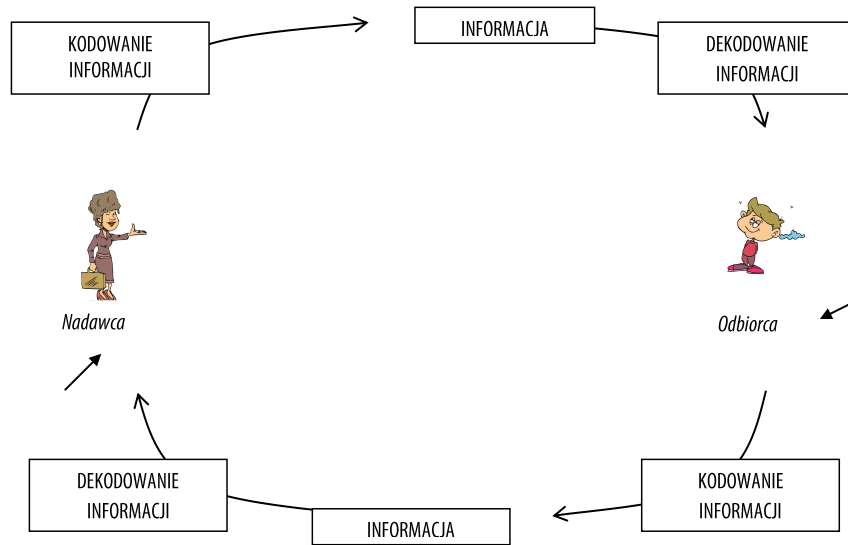 KODOWANIE
INFORMACJI
INFORMACJA
DEKODOWANIE
INFORMACJI
Nadawca
Odbiorca
DEKODOWANIE
INFORMACJI
INFORMACJA
KODOWANIE
INFORMACJI